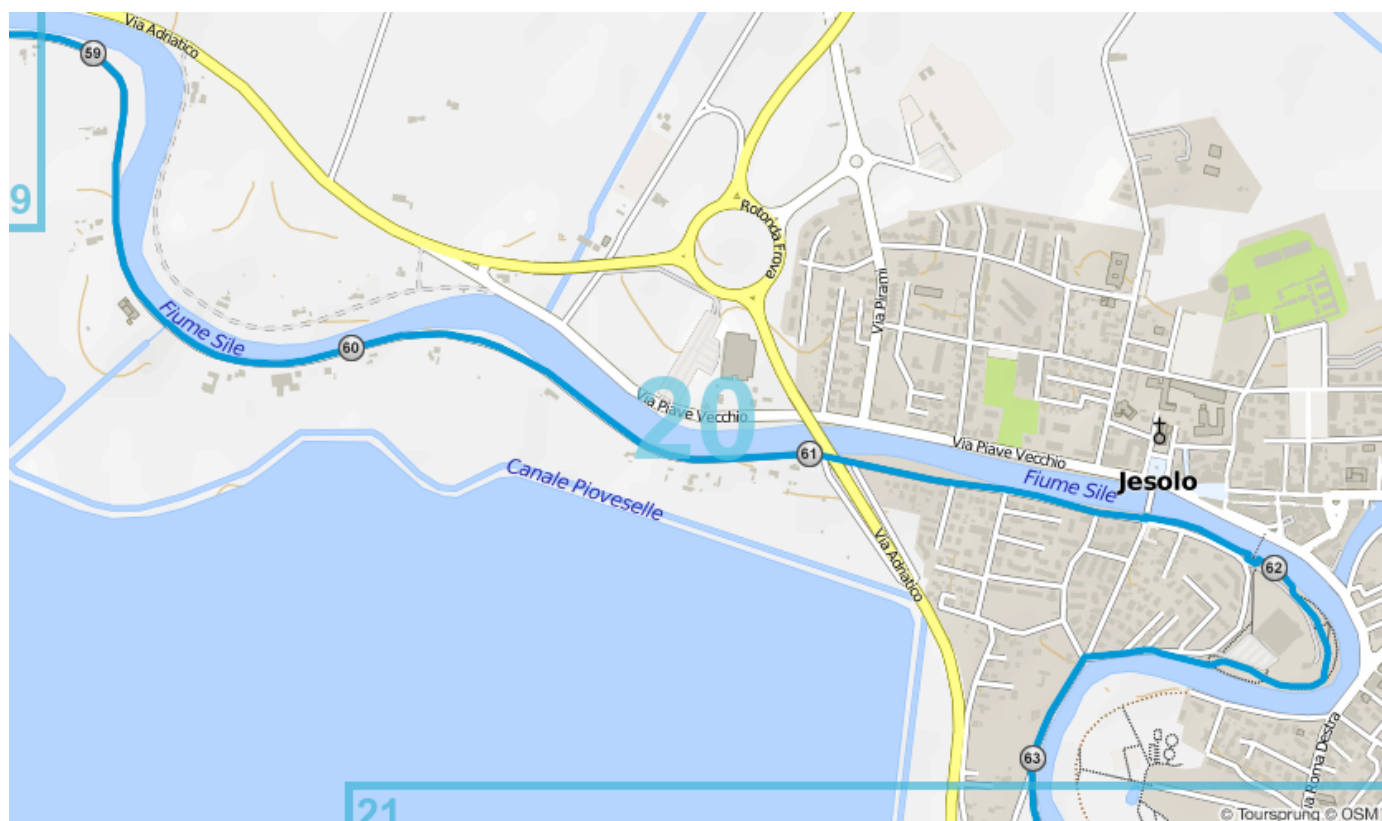 Via Adriatico
59
9
Rotonda Frova
Via Pirami
Fiume Sile
60
20
Via Piave Vecchio
61
Via Piave Vecchio
Canale Pioveselle
Fiume Sile
Jesolo
Via Adriatico
62
63
Via Roma Destra
21
© Toursprung © OSM